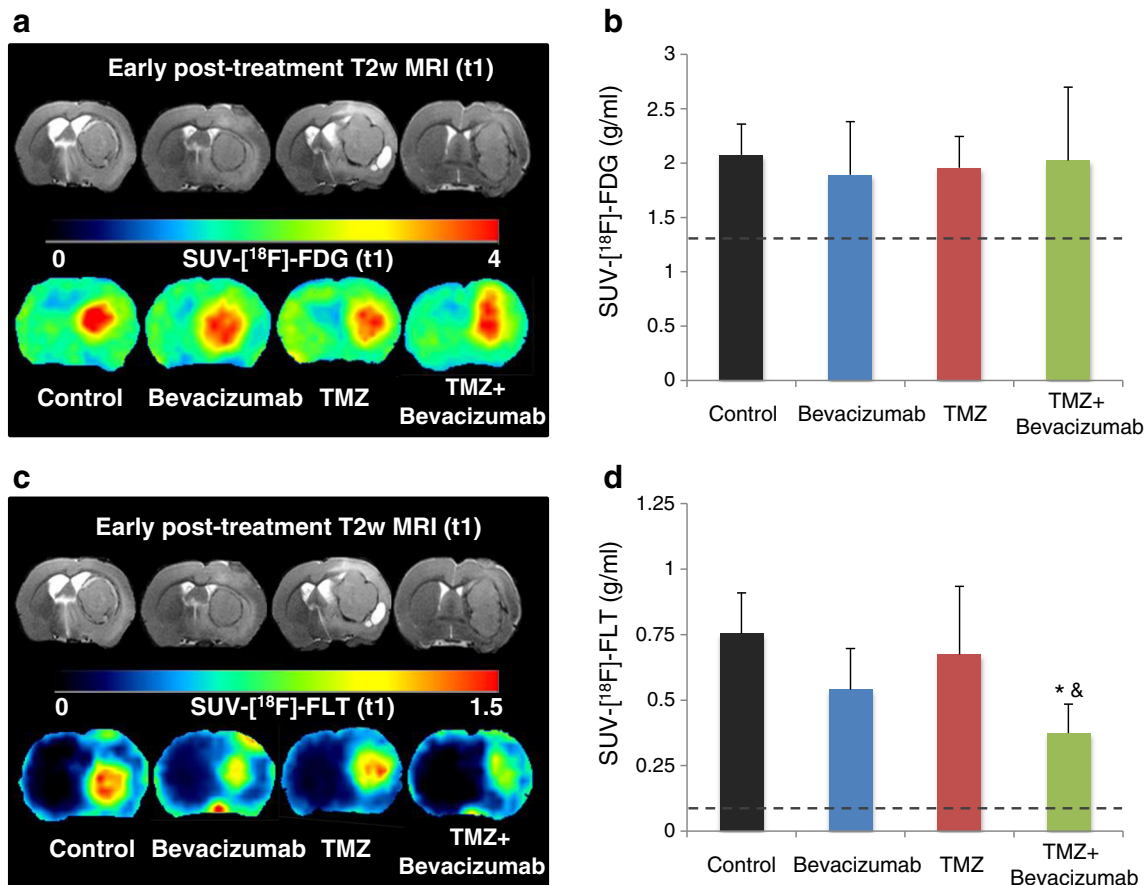 a
Early post-treatment T2w MRI (t1)
0
SUV-[¹⁸F]-FDG (t1)
4
Control
Bevacizumab
TMZ
TMZ+
Bevacizumab
b
SUV-[¹⁸F]-FDG (g/ml)
3
2.5
2
1.5
1
0.5
0
Control
Bevacizumab
TMZ
TMZ+
Bevacizumab
c
Early post-treatment T2w MRI (t1)
0
SUV-[¹⁸F]-FLT (t1)
1.5
Control
Bevacizumab
TMZ
TMZ+
Bevacizumab
d
SUV-[¹⁸F]-FLT (g/ml)
1.25
1
0.75
0.5
0.25
0
* &
Control
Bevacizumab
TMZ
TMZ+
Bevacizumab